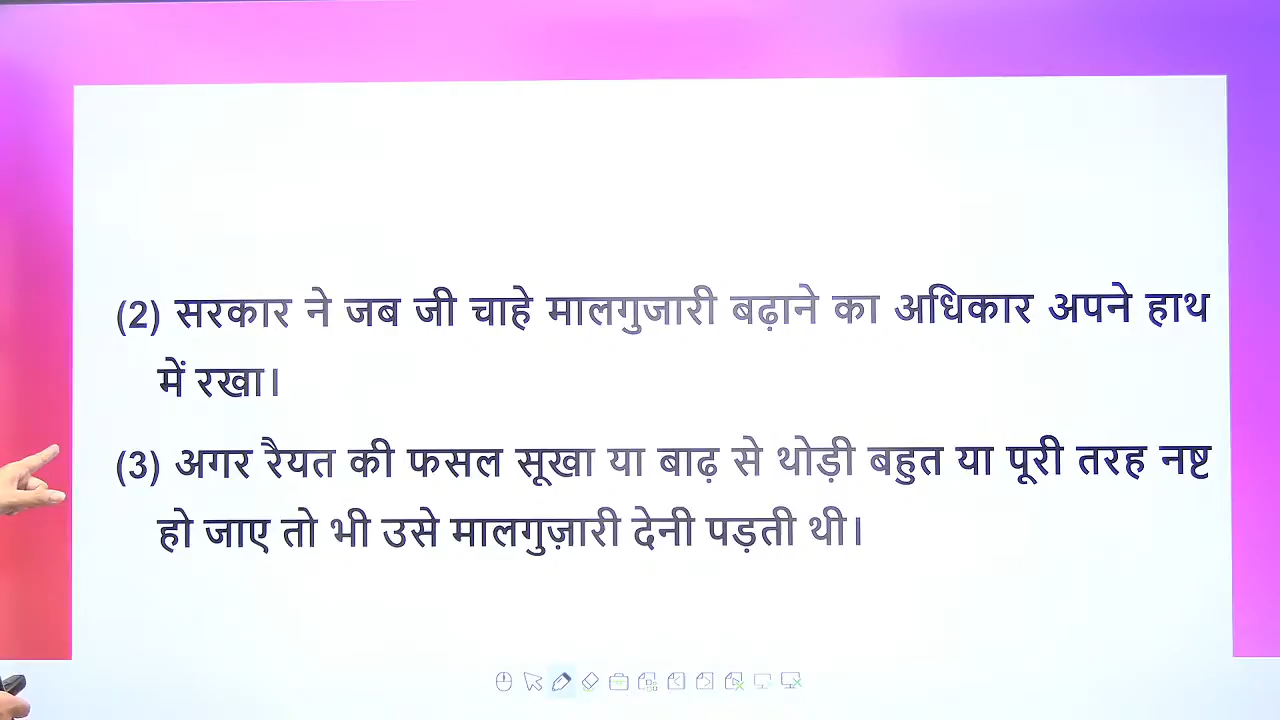 (2) सरकार ने जब जी चाहे मालगुजारी बढ़ाने का अधिकार अपने हाथ
में रखा।
(3) अगर रैयत की फसल सूखा या बाढ़ से थोड़ी बहुत या पूरी तरह नष्ट
हो जाए तो भी उसे मालगुज़ारी देनी पड़ती थी।